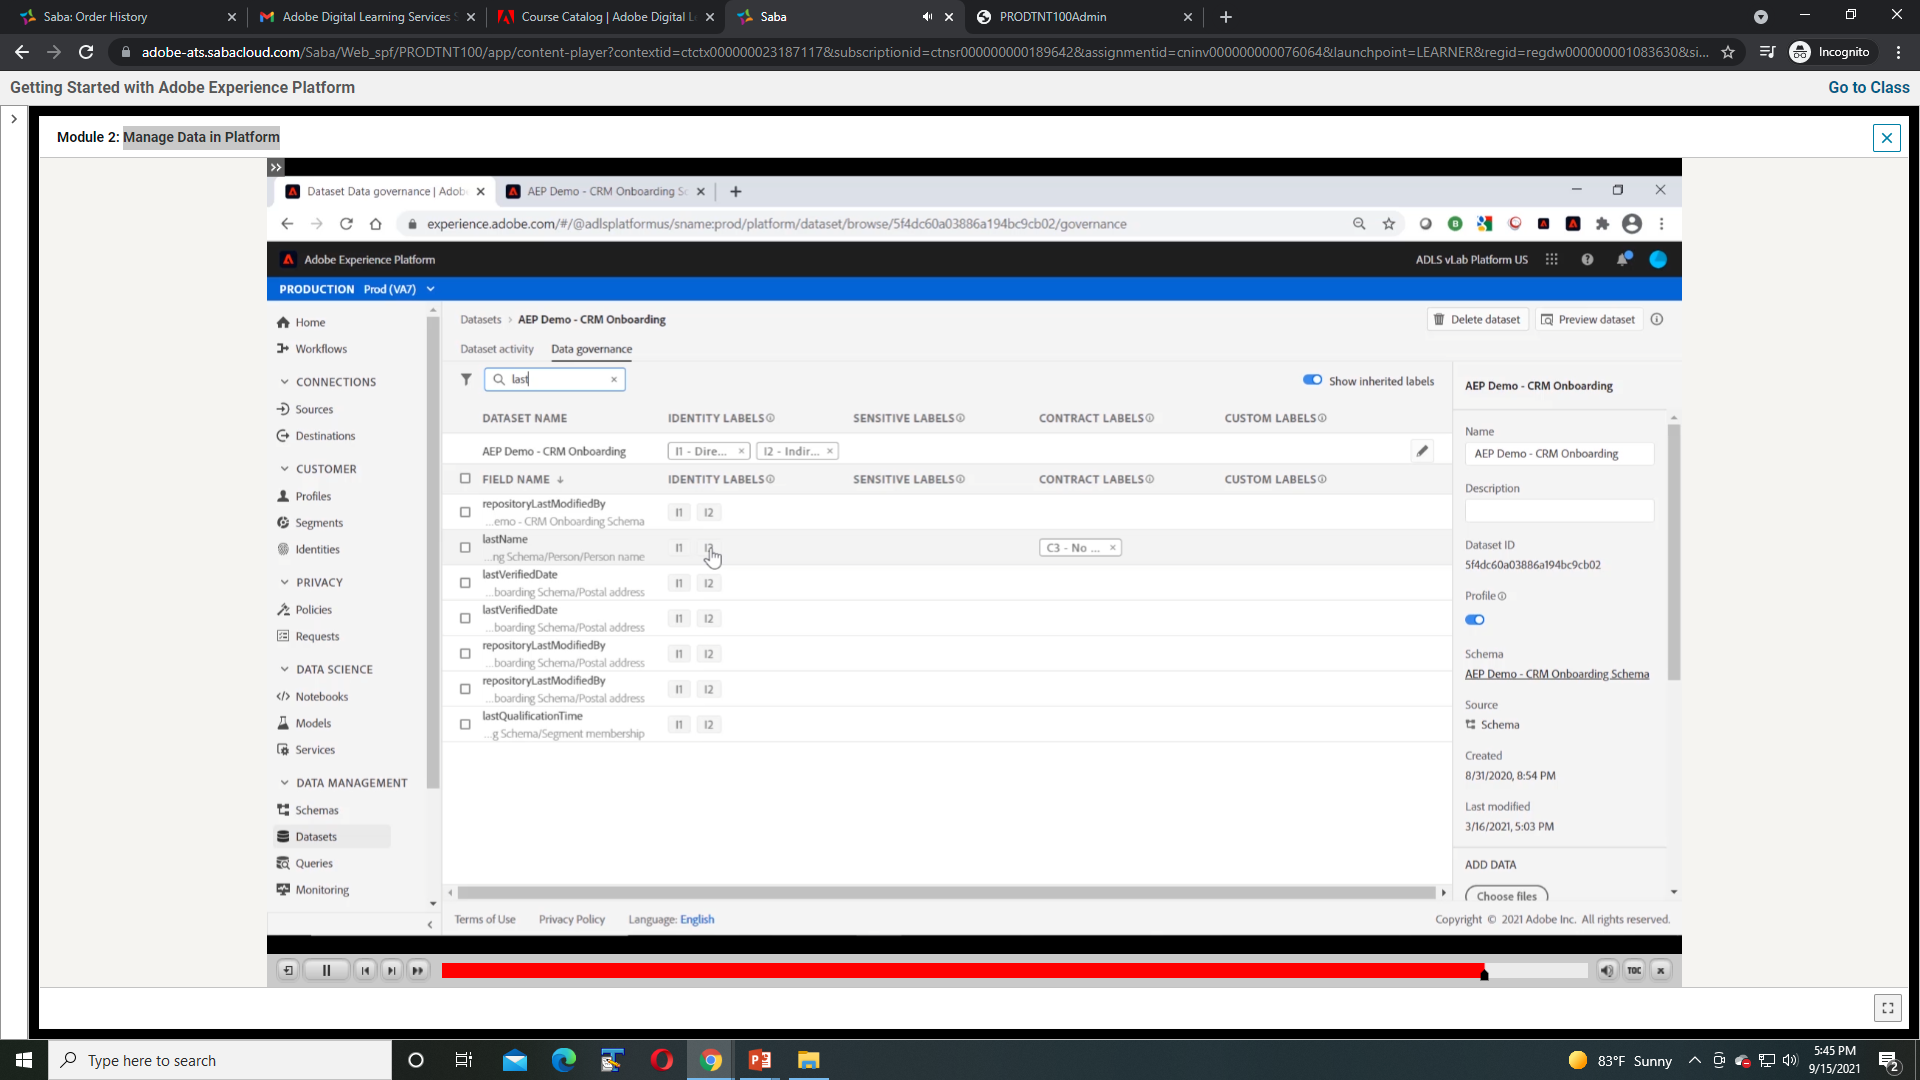 Saba: Order History
Adobe Digital Learning Services S
Course Catalog | Adobe Digital L
Saba
PRODTNT100Admin
adobe-ats.sabacloud.com/Saba/Web_spf/PRODTNT100/app/content-player?contextid=ctctx000000023187117&subscriptionid=ctnsr000000000189642&assignmentid=cninv000000000076064&launchpoint=LEARNER&regid=regdw000000001083630&si...
Incognito
Getting Started with Adobe Experience Platform
Go to Class
Module 2: Manage Data in Platform
Dataset Data governance | Adob
AEP Demo - CRM Onboarding Sc
experience.adobe.com/#/@adlsplatformus/sname:prod/platform/dataset/browse/5f4dc60a03886a194bc9cb02/governance
Adobe Experience Platform
ADLS vLab Platform US
PRODUCTION Prod (VA7)
Home
Workflows
CONNECTIONS
Sources
Destinations
CUSTOMER
Profiles
Segments
Identities
PRIVACY
Policies
Requests
DATA SCIENCE
Notebooks
Models
Services
DATA MANAGEMENT
Schemas
Datasets
Queries
Monitoring
Datasets > AEP Demo - CRM Onboarding
Delete dataset
Preview dataset
Dataset activity
Data governance
last
Show inherited labels
DATASET NAME IDENTITY LABELS SENSITIVE LABELS CONTRACT LABELS CUSTOM LABELS
AEP Demo - CRM Onboarding I1 - Dire... × I2 - Indir... ×
FIELD NAME ↓ IDENTITY LABELS SENSITIVE LABELS CONTRACT LABELS CUSTOM LABELS
repositoryLastModifiedBy
...emo - CRM Onboarding Schema
I1 I2
lastName
...ng Schema/Person/Person name
I1 I2 C3 - No ... ×
lastVerifiedDate
...boarding Schema/Postal address
I1 I2
lastVerifiedDate
...boarding Schema/Postal address
I1 I2
repositoryLastModifiedBy
...boarding Schema/Postal address
I1 I2
repositoryLastModifiedBy
...boarding Schema/Postal address
I1 I2
lastQualificationTime
...g Schema/Segment membership
I1 I2
AEP Demo - CRM Onboarding
Name
AEP Demo - CRM Onboarding
Description
Dataset ID
5f4dc60a03886a194bc9cb02
Profile
Schema
AEP Demo - CRM Onboarding Schema
Source
Schema
Created
8/31/2020, 8:54 PM
Last modified
3/16/2021, 5:03 PM
ADD DATA
Choose files
Terms of Use Privacy Policy Language: English
Copyright © 2021 Adobe Inc. All rights reserved.
TOC
Type here to search
83°F Sunny
5:45 PM
9/15/2021
2